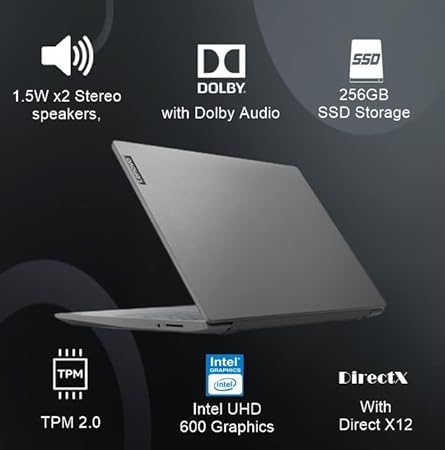 1.5W x2 Stereo
speakers,
DOLBY.
with Dolby Audio
SSD
256GB
SSD Storage
Lenovo
TPM
TPM 2.0
Intel®
GRAPHICS
intel
Intel UHD
600 Graphics
DirectX
With
Direct X12